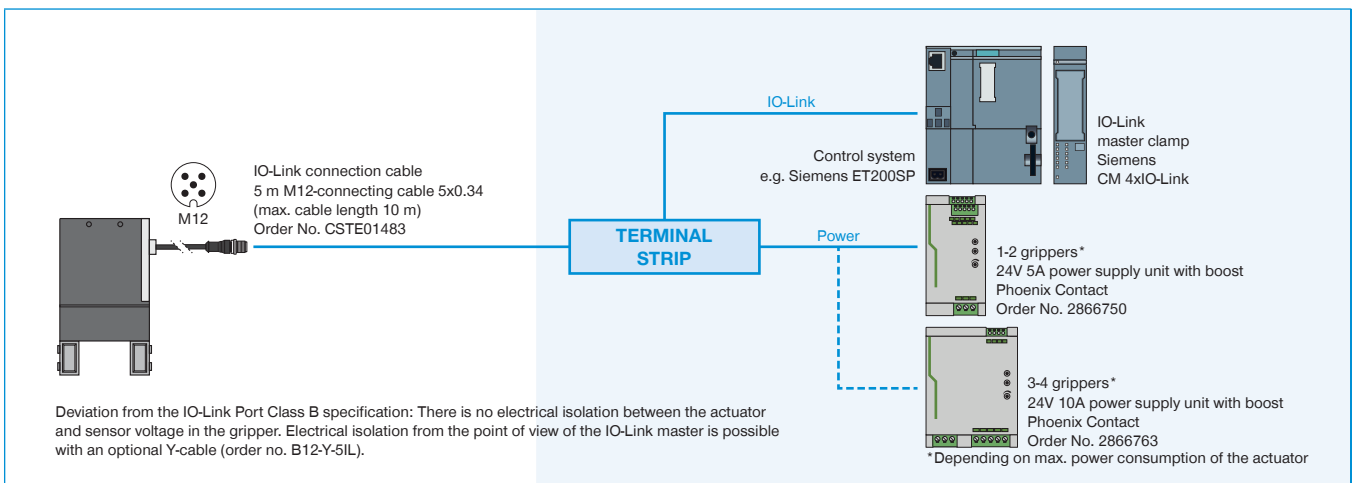 IO-Link
IO-Link
master clamp
Siemens
CM 4xIO-Link
Control system
e.g. Siemens ET200SP
IO-Link connection cable
5 m M12-connecting cable 5x0.34
(max. cable length 10 m)
Order No. CSTE01483
M12
TERMINAL
STRIP
Power
1-2 grippers*
24V 5A power supply unit with boost
Phoenix Contact
Order No. 2866750
3-4 grippers*
24V 10A power supply unit with boost
Phoenix Contact
Order No. 2866763
*Depending on max. power consumption of the actuator
Deviation from the IO-Link Port Class B specification: There is no electrical isolation between the actuator
and sensor voltage in the gripper. Electrical isolation from the point of view of the IO-Link master is possible
with an optional Y-cable (order no. B12-Y-5IL).